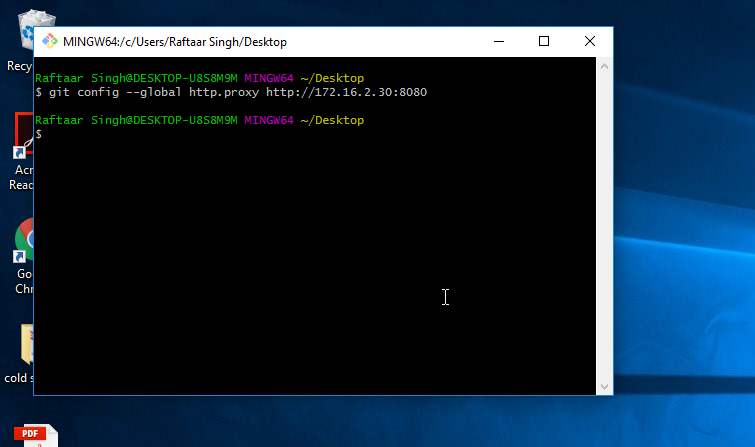 MINGW64:/c/Users/Raftaar Singh/Desktop
Raftaar Singh@DESKTOP-U8S8M9M MINGW64 ~/Desktop
$ git config --global http.proxy http://172.16.2.30:8080
Raftaar Singh@DESKTOP-U8S8M9M MINGW64 ~/Desktop
$
Recy
Acr
Read
Go
Chr
cold s
PDF